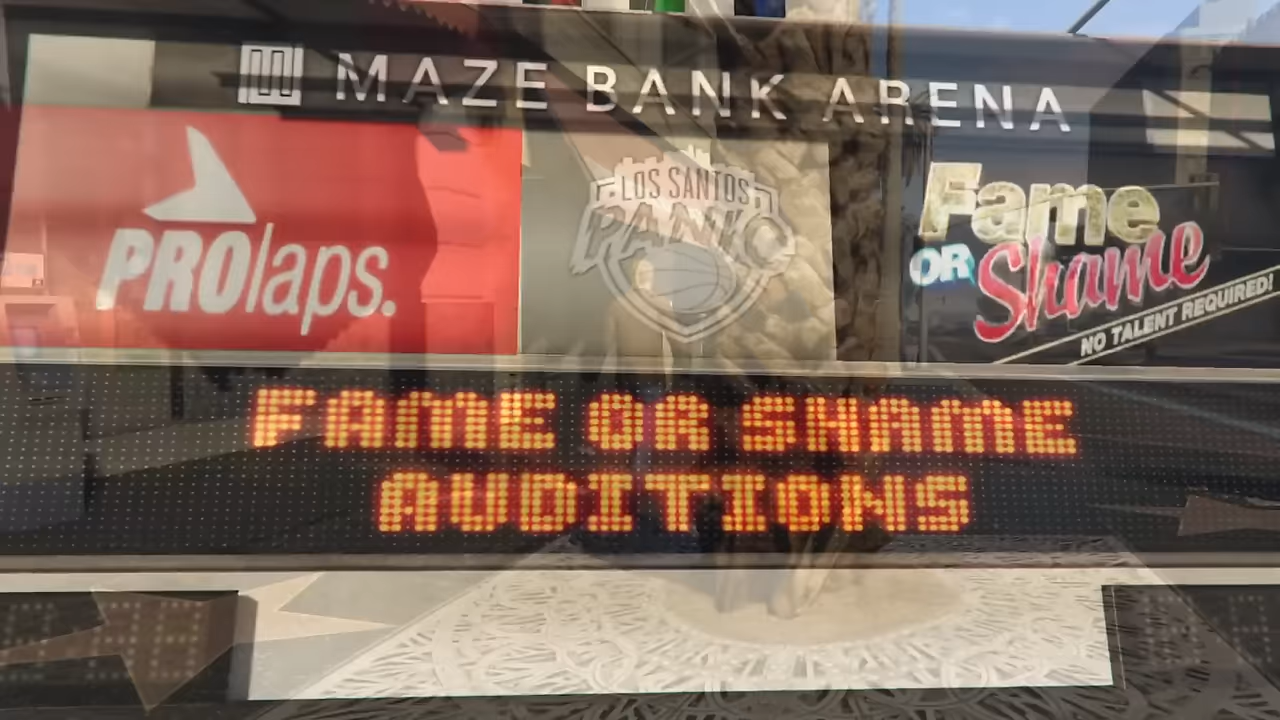 MAZE BANK ARENA
PROlaps.
LOS SANTOS
PANIC
Fame
OR Shame
NO TALENT REQUIRED!
FAME OR SHAME
AUDITIONS